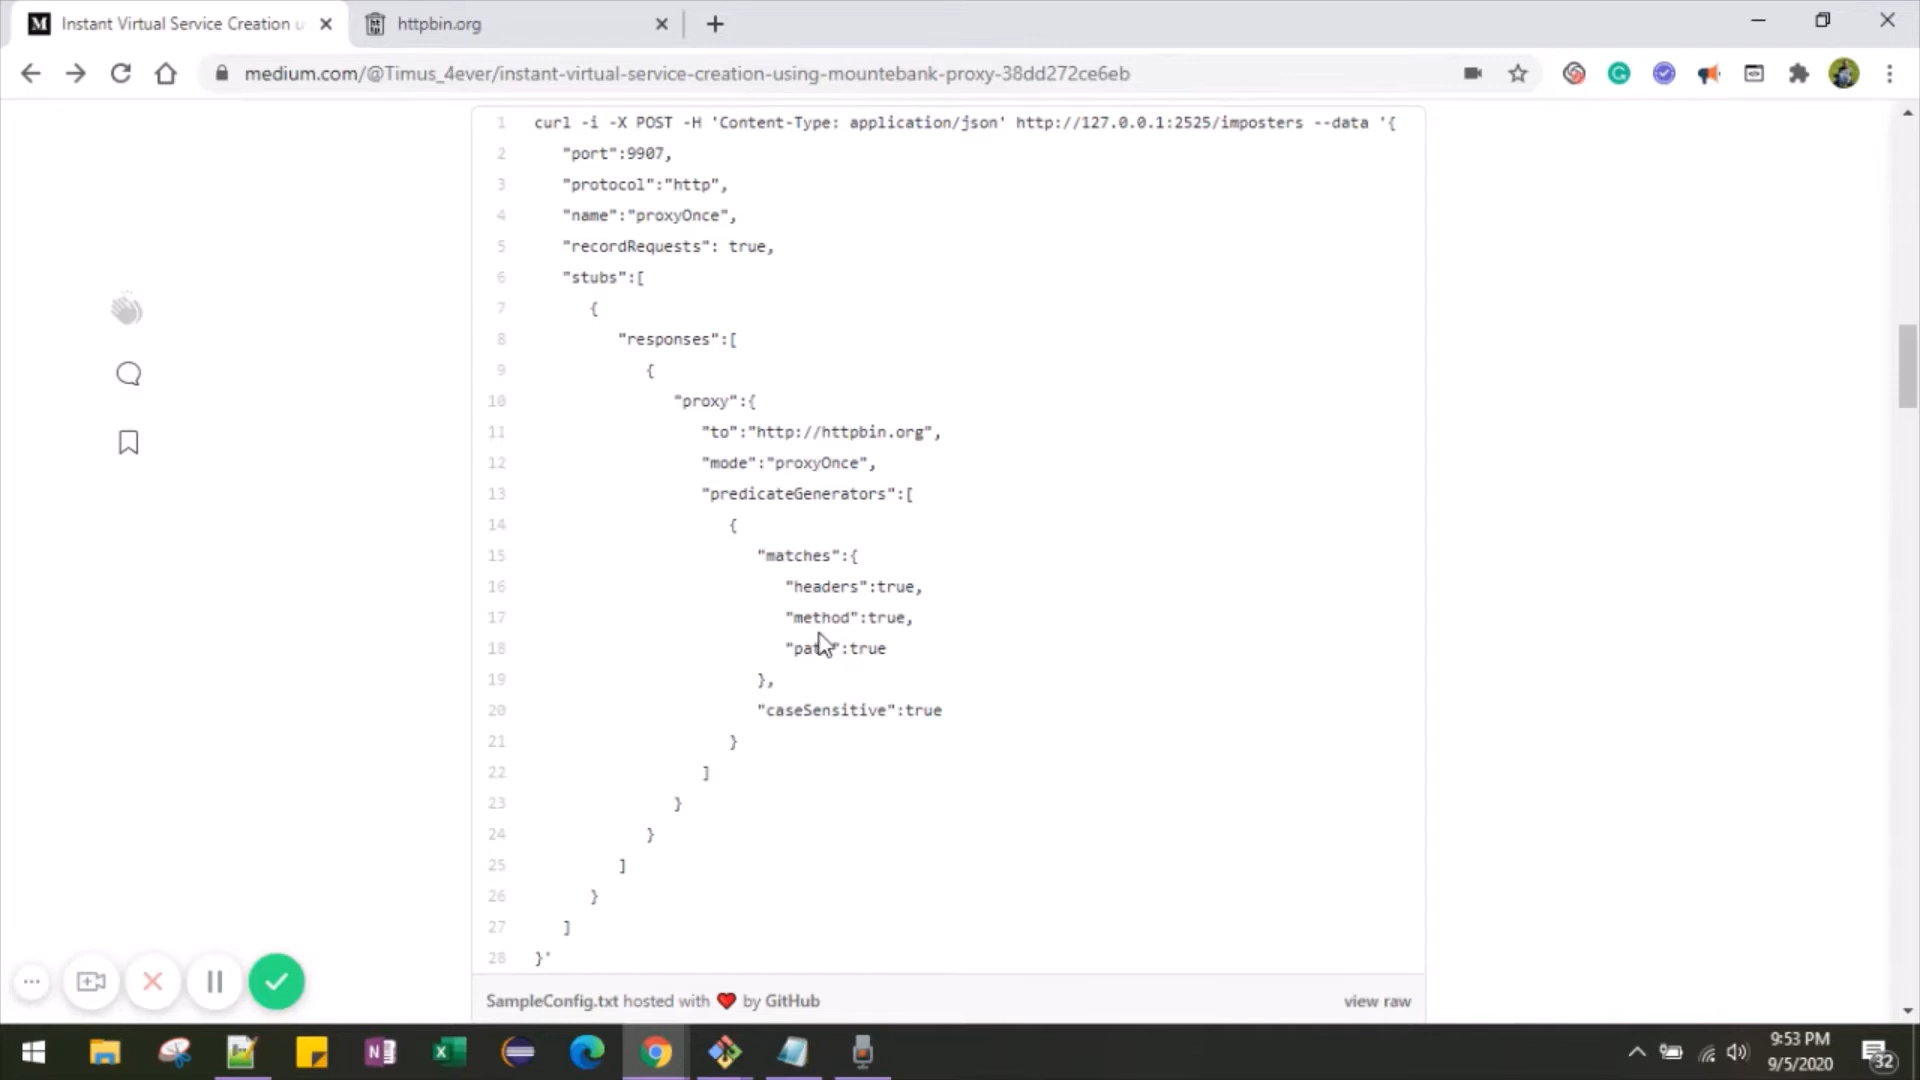 Instant Virtual Service Creation u
httpbin.org
medium.com/@Timus_4ever/instant-virtual-service-creation-using-mountebank-proxy-38dd272ce6eb
1 curl -i -X POST -H 'Content-Type: application/json' http://127.0.0.1:2525/imposters --data '{
2 "port":9907,
3 "protocol":"http",
4 "name":"proxyOnce",
5 "recordRequests": true,
6 "stubs":[
7 {
8 "responses":[
9 {
10 "proxy":{
11 "to":"http://httpbin.org",
12 "mode":"proxyOnce",
13 "predicateGenerators":[
14 {
15 "matches":{
16 "headers":true,
17 "method":true,
18 "path":true
19 },
20 "caseSensitive":true
21 }
22 ]
23 }
24 }
25 ]
26 }
27 ]
28 }'
SampleConfig.txt hosted with ❤ by GitHub
view raw
9:53 PM
9/5/2020
32